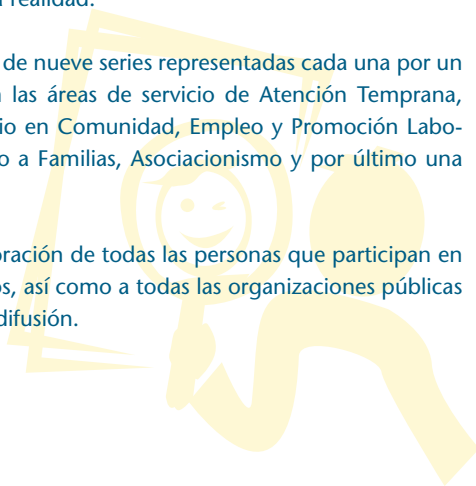 realidad.
de nueve series representadas cada una por un
las áreas de servicio de Atención Temprana,
io en Comunidad, Empleo y Promoción Labo-
o a Familias, Asociacionismo y por último una
oración de todas las personas que participan en
os, así como a todas las organizaciones públicas
difusión.